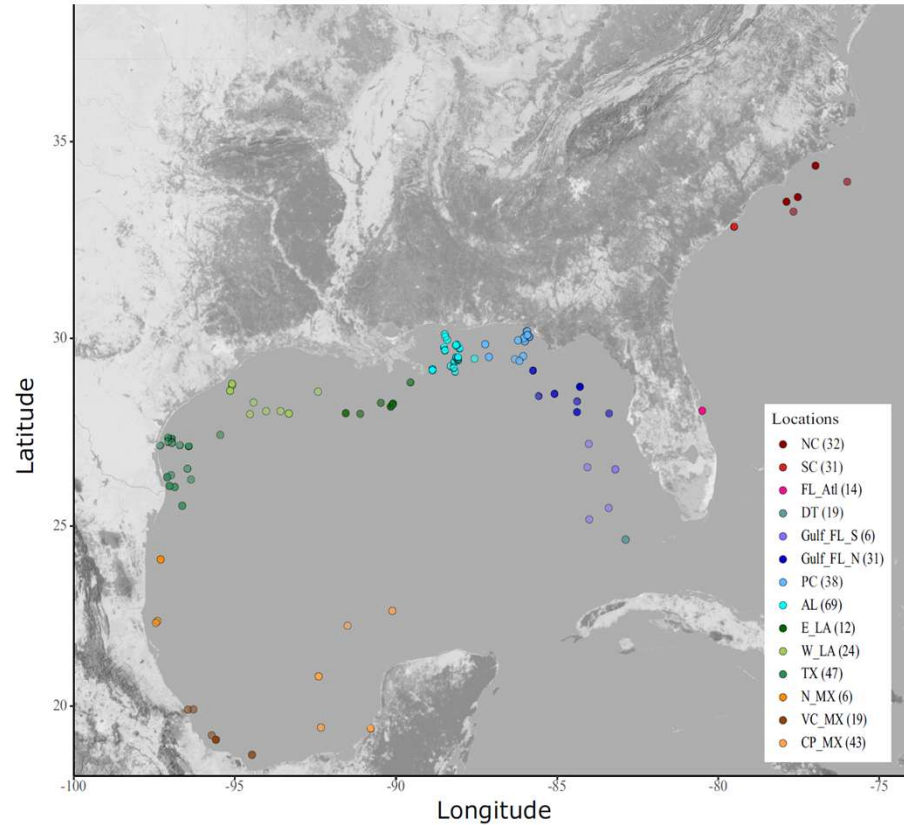 35
30
25
20
Latitude
-100
-95
-90
-85
-80
-75
Longitude
Locations
NC (32)
SC (31)
FL_Atl (14)
DT (19)
Gulf_FL_S (6)
Gulf_FL_N (31)
PC (38)
AL (69)
E_LA (12)
W_LA (24)
TX (47)
N_MX (6)
VC_MX (19)
CP_MX (43)